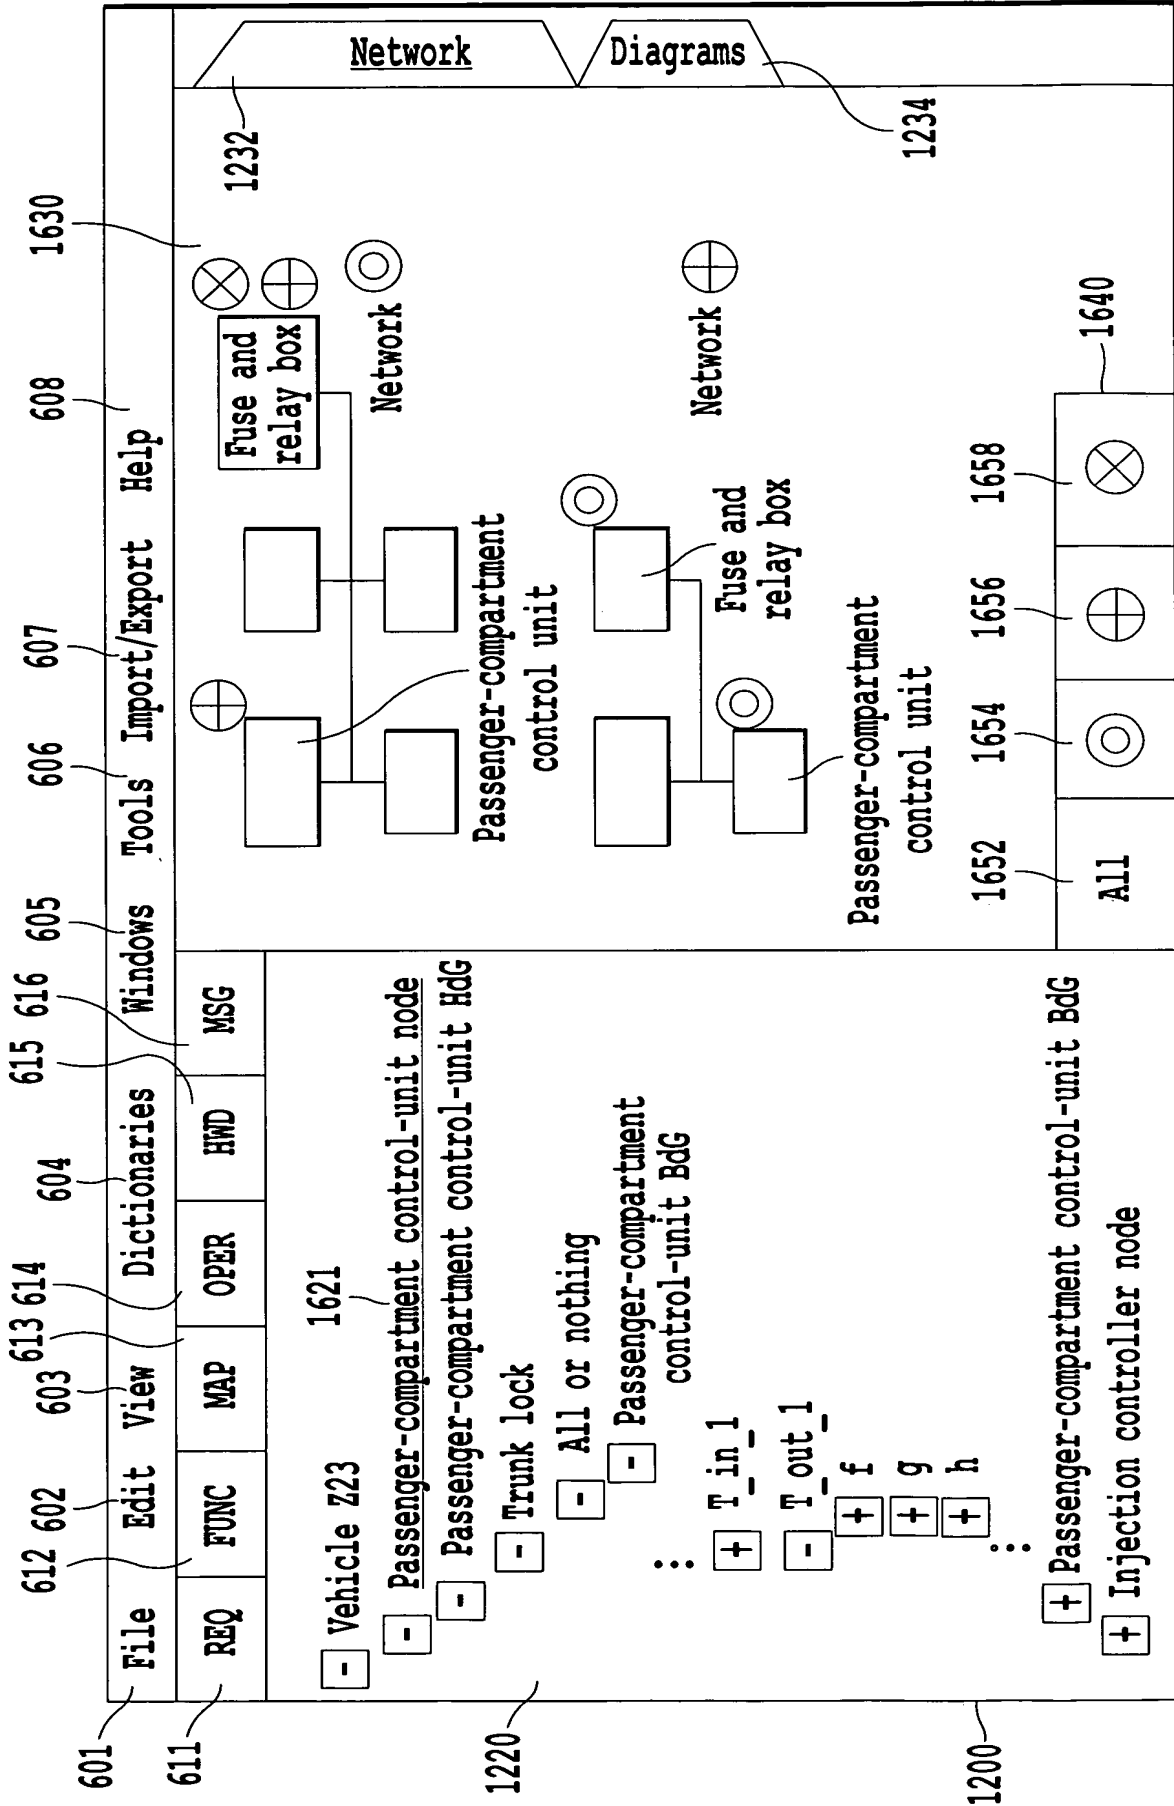 601
602
603
604
605
606
607
608
File
Edit
View
Dictionaries
Windows
Tools
Import/Export
Help
611
612
613
614
615
616
REQ
FUNC
MAP
OPER
HWD
MSG
1220
1200
- Vehicle Z23
1621
- Passenger-compartment control-unit node
- Passenger-compartment control-unit HdG
- Trunk lock
- All or nothing
- Passenger-compartment
control-unit BdG
+ T_in_1
- T_out_1
+ f
+ g
+ h
+ Passenger-compartment control-unit BdG
+ Injection controller node
1630
1232
Network
Diagrams
1234
Fuse and
relay box
Network
Passenger-compartment
control unit
Fuse and
relay box
Network
Passenger-compartment
control unit
1652
1654
1656
1658
1640
All